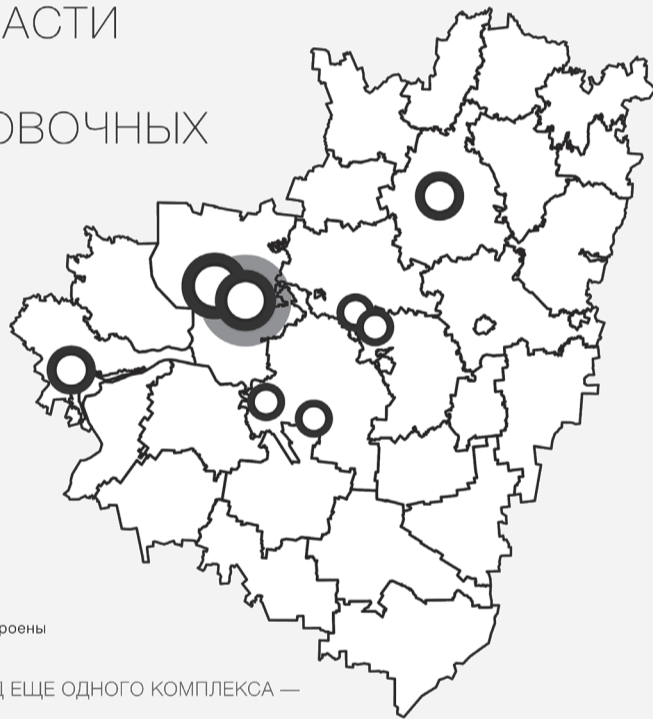 АСТИ
ОВОЧНЫХ
роены
Д ЕЩЕ ОДНОГО КОМПЛЕКСА —